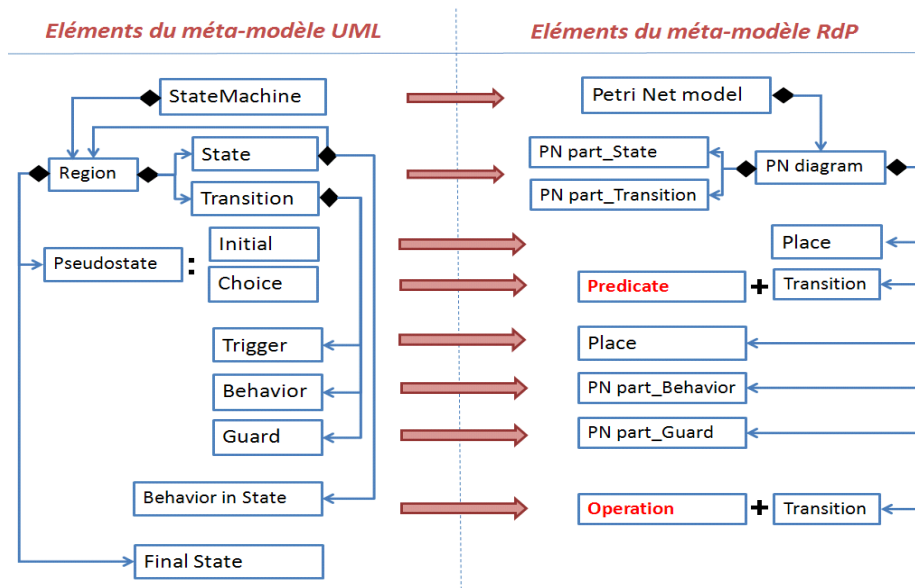 Eléments du méta-modèle UML
Eléments du méta-modèle RdP
StateMachine
Petri Net model
State
Region
Transition
PN part_State
PN diagram
PN part_Transition
Initial
Pseudostate :
Choice
Place
Predicate + Transition
Trigger
Place
Behavior
PN part_Behavior
Guard
PN part_Guard
Behavior in State
Operation + Transition
Final State